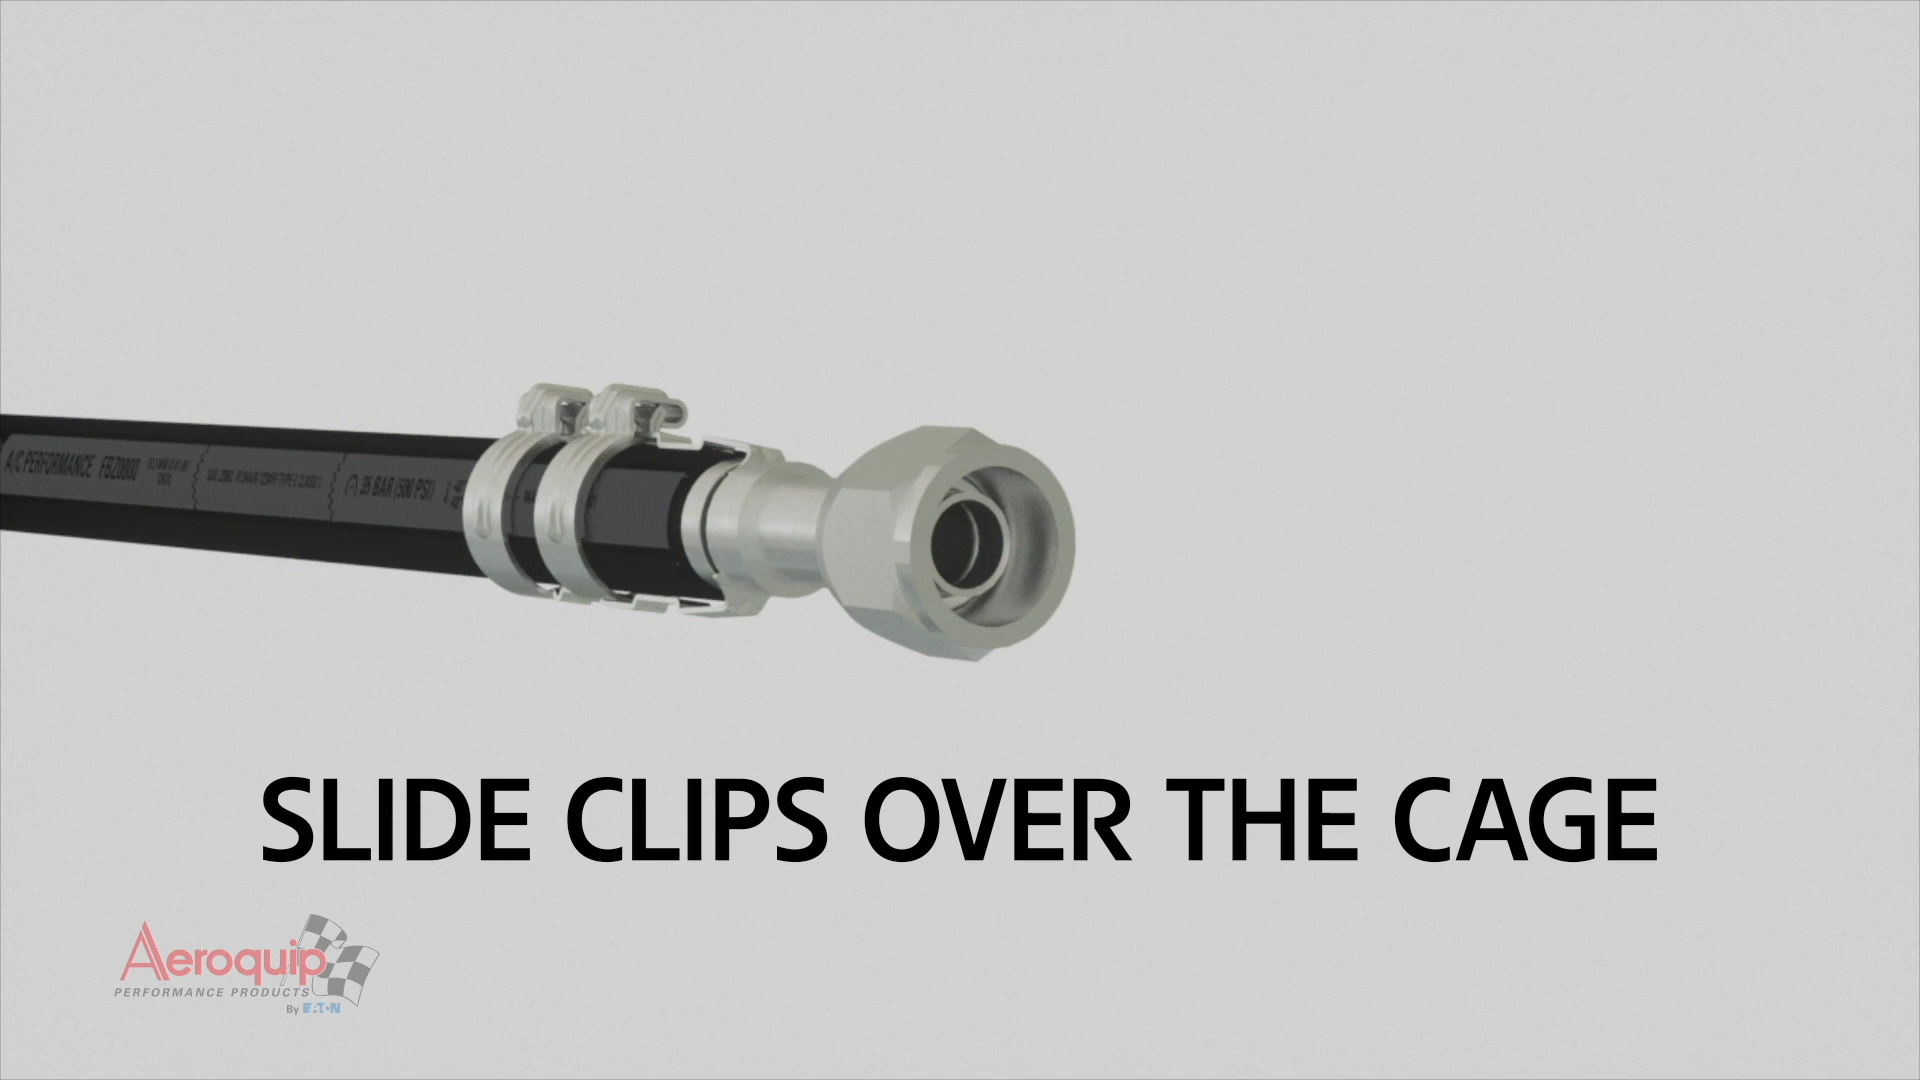 A/C PERFORMANCE FBZ0800
35 BAR (500 PSI)
SLIDE CLIPS OVER THE CAGE
Aeroquip
PERFORMANCE PRODUCTS
By EATON